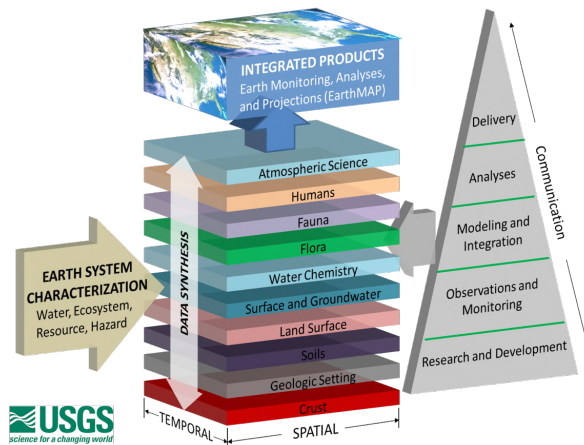 INTEGRATED PRODUCTS
Earth Monitoring, Analyses,
and Projections (EarthMAP)
Atmospheric Science
Humans
Fauna
Flora
Water Chemistry
Surface and Groundwater
Land Surface
Soils
Geologic Setting
Crust
DATA SYNTHESIS
EARTH SYSTEM
CHARACTERIZATION
Water, Ecosystem,
Resource, Hazard
TEMPORAL
SPATIAL
Delivery
Analyses
Modeling and
Integration
Observations and
Monitoring
Research and Development
Communication
USGS
science for a changing world